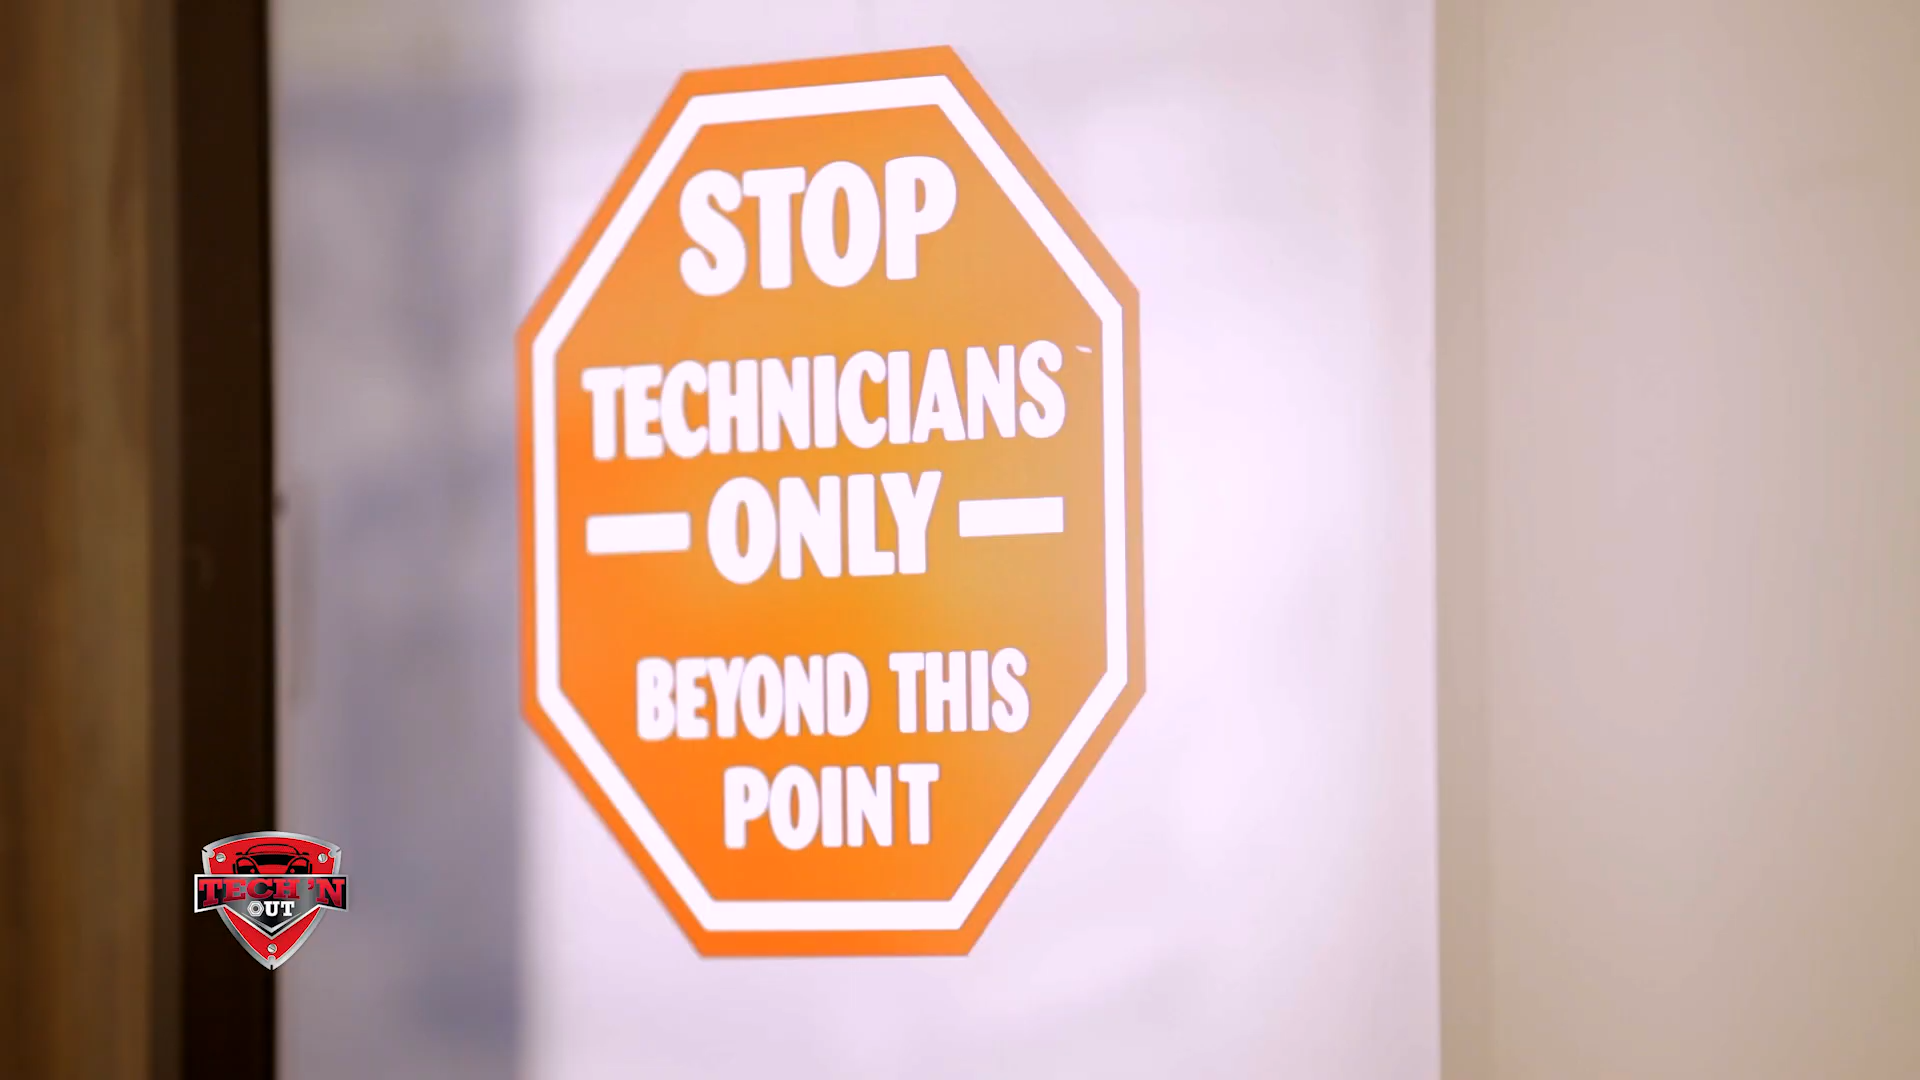 STOP
TECHNICIANS
ONLY
BEYOND THIS
POINT
TECH'N
OUT